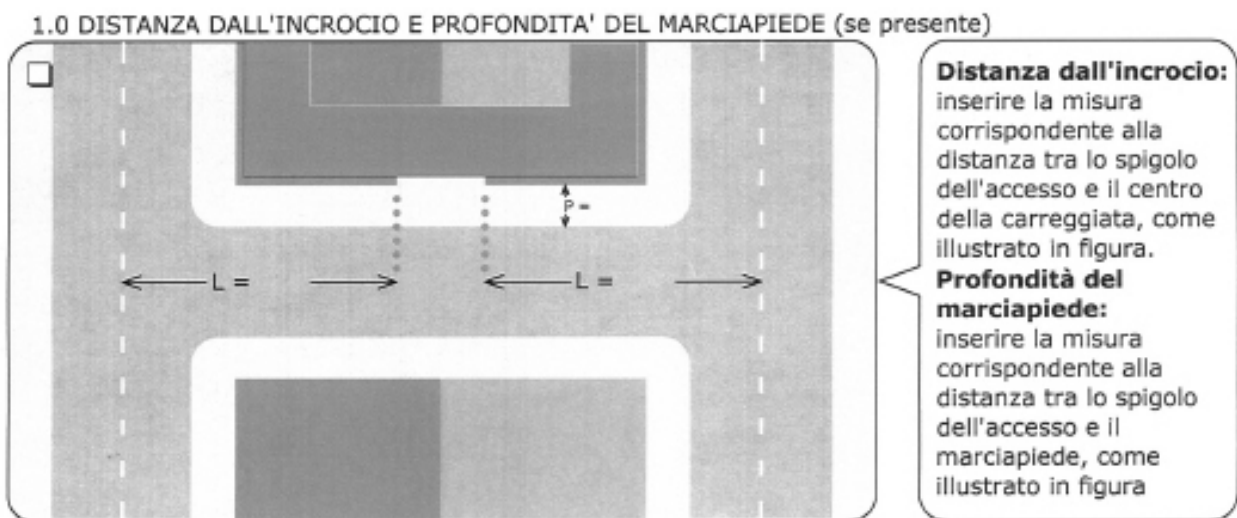 1.0 DISTANZA DALL'INCROCIO E PROFONDITA' DEL MARCIAPIEDE (se presente)
P =
L =
L =
Distanza dall'incrocio:
inserire la misura
corrispondente alla
distanza tra lo spigolo
dell'accesso e il centro
della carreggiata, come
illustrato in figura.
Profondità del
marciapiede:
inserire la misura
corrispondente alla
distanza tra lo spigolo
dell'accesso e il
marciapiede, come
illustrato in figura